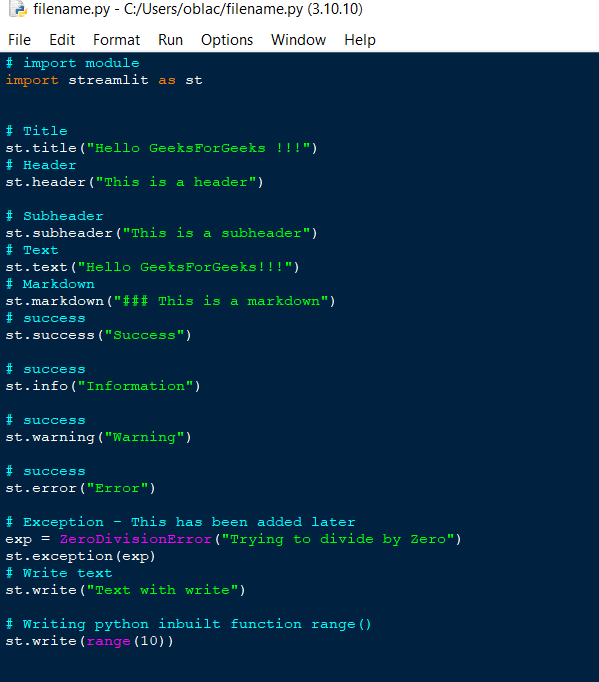 filename.py - C:/Users/oblac/filename.py (3.10.10)
File Edit Format Run Options Window Help
# import module
import streamlit as st
# Title
st.title("Hello GeeksForGeeks !!!")
# Header
st.header("This is a header")
# Subheader
st.subheader("This is a subheader")
# Text
st.text("Hello GeeksForGeeks!!!")
# Markdown
st.markdown("### This is a markdown")
# success
st.success("Success")
# success
st.info("Information")
# success
st.warning("Warning")
# success
st.error("Error")
# Exception - This has been added later
exp = ZeroDivisionError("Trying to divide by Zero")
st.exception(exp)
# Write text
st.write("Text with write")
# Writing python inbuilt function range()
st.write(range(10))